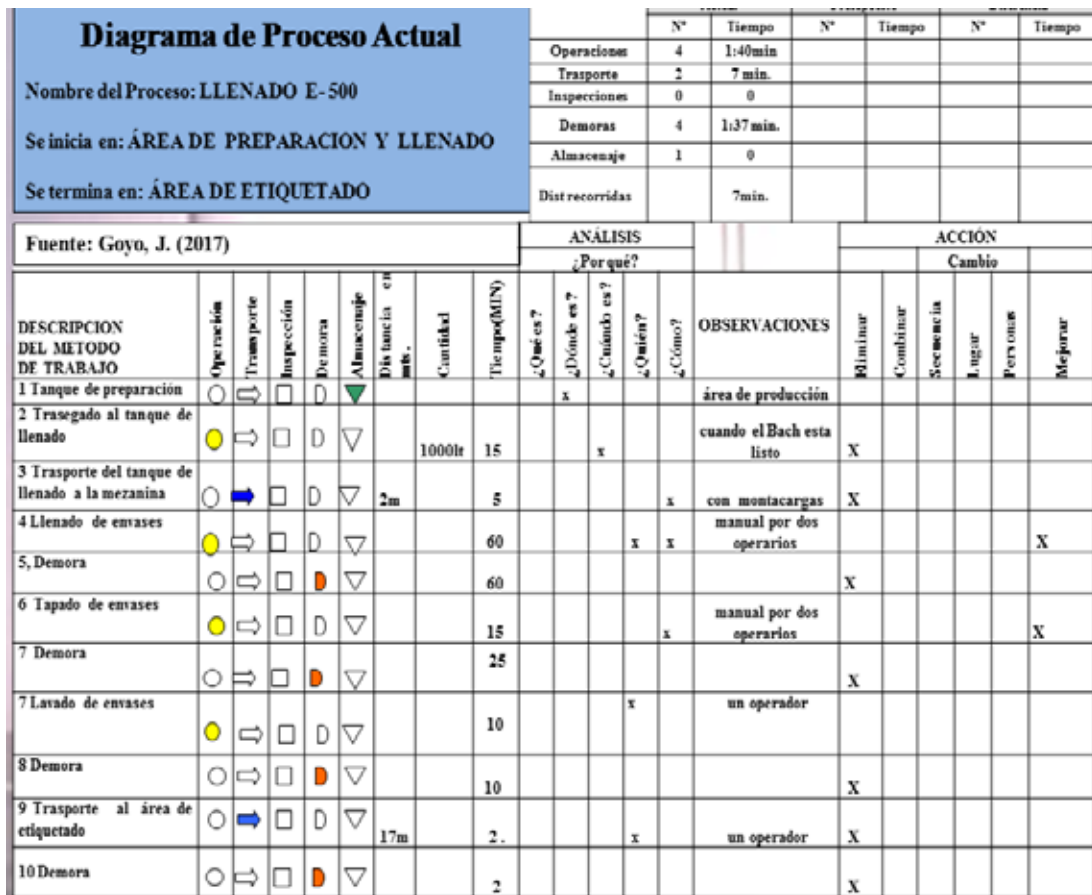 Diagrama de Proceso Actual
Nombre del Proceso: LLENADO E-500
Se inicia en: ÁREA DE PREPARACION Y LLENADO
Se termina en: ÁREA DE ETIQUETADO
N° Tiempo N° Tiempo N° Tiempo
Operaciones 4 1:40min
Trasporte 2 7 min.
Inspecciones 0 0
Demoras 4 1:37 min.
Almacenaje 1 0
Dist recorridas 7min.
Fuente: Goyo, J. (2017)
ANÁLISIS
¿Por qué?
ACCIÓN
Cambio
DESCRIPCION
DEL METODO
DE TRABAJO
Operación
Transporte
Inspección
Demora
Almacenaje
Distancia en
mts.
Cantidad
Tiempo(MIN)
¿Qué es?
¿Dónde es?
¿Cuándo es?
¿Quién?
¿Cómo?
OBSERVACIONES
Eliminar
Combinar
Secuencia
Lugar
Personas
Mejorar
1 Tanque de preparación x área de producción
2 Trasegado al tanque de
llenado 1000lt 15 x cuando el Bach esta
listo X
3 Trasporte del tanque de
llenado a la mezanina 2m 5 x con montacargas X
4 Llenado de envases 60 x x manual por dos
operarios X
5, Demora 60 X
6 Tapado de envases 15 x manual por dos
operarios X
7 Demora 25 X
7 Lavado de envases 10 x un operador
8 Demora 10 X
9 Trasporte al área de
etiquetado 17m 2. x un operador X
10 Demora 2 X